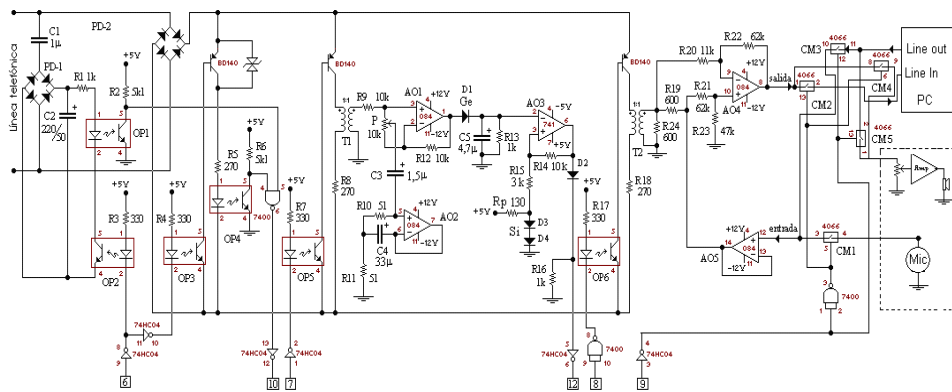 Línea telefónica
C1
1µ
PD-2
PD-1
R1 1k
C2
220/50
+5V
R2
5k1
OP1
+5V
R3
330
R4
330
OP2
OP3
74HC04
74HC04
6
BD140
R5
270
R6
5k1
+5V
OP4
7400
+5V
R7
330
OP5
74HC04
10
74HC04
7
BD140
1:1
T1
R8
270
R9
10k
P
10k
AO1
084
+12V
-12V
R12 10k
C3
1,5µ
R10
51
R11
51
C4
33µ
AO2
084
+12V
-12V
D1
Ge
C5
4,7µ
R13
1k
AO3
741
-5V
+5V
R14 10k
R15
3k
Rp 130
+5V
Si
D3
D4
D2
R16
1k
+5V
R17
330
OP6
74HC04
12
7400
8
BD140
1:1
T2
R18
270
R24
600
R19
600
R20 11k
R21
62k
R22
62k
R23
47k
AO4
084
+12V
-12V
salida
AO5
084
+12V
-12V
entrada
4066
CM3
4066
CM2
4066
CM4
CM5
4066
CM1
7400
74HC04
9
Line out
Line In
PC
Amp
Mic